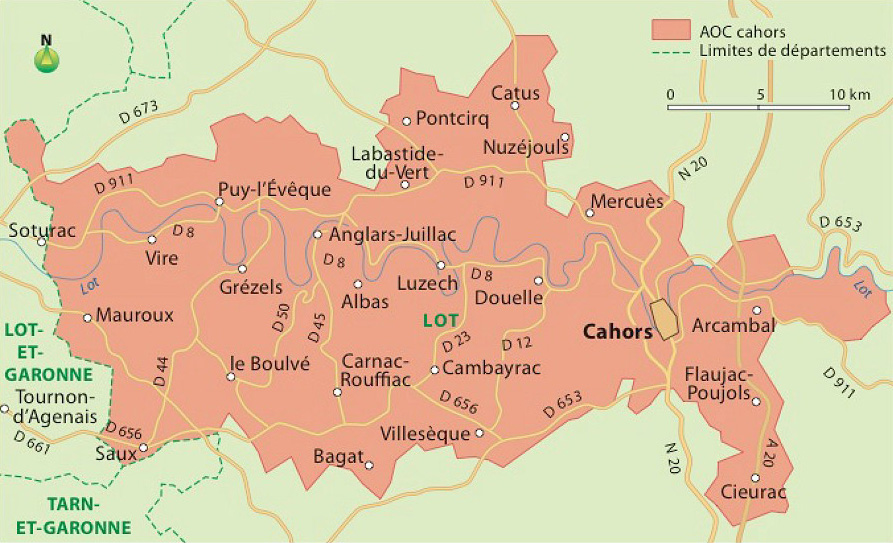 N
AOC cahors
Limites de départements
0
5
10 km
D 673
Catus
Pontcirq
Nuzéjouls
Labastide-
du-Vert
D 911
D 911
N 20
Puy-l'Évêque
Mercuès
D 653
Soturac
D 8
Vire
Anglars-Juillac
D 8
Luzech
D 8
Lot
Grézels
Albas
Douelle
Lot
Mauroux
D 50
D 45
LOT
Cahors
Arcambal
LOT-
ET-
GARONNE
D 44
le Boulvé
Carnac-
Rouffiac
D 23
D 12
Cambayrac
Flaujac-
Poujols
D 911
Tournon-
d'Agenais
D 661
D 656
Saux
D 656
D 653
Villesèque
Bagat
N 20
A 20
Cieurac
TARN-
ET-GARONNE